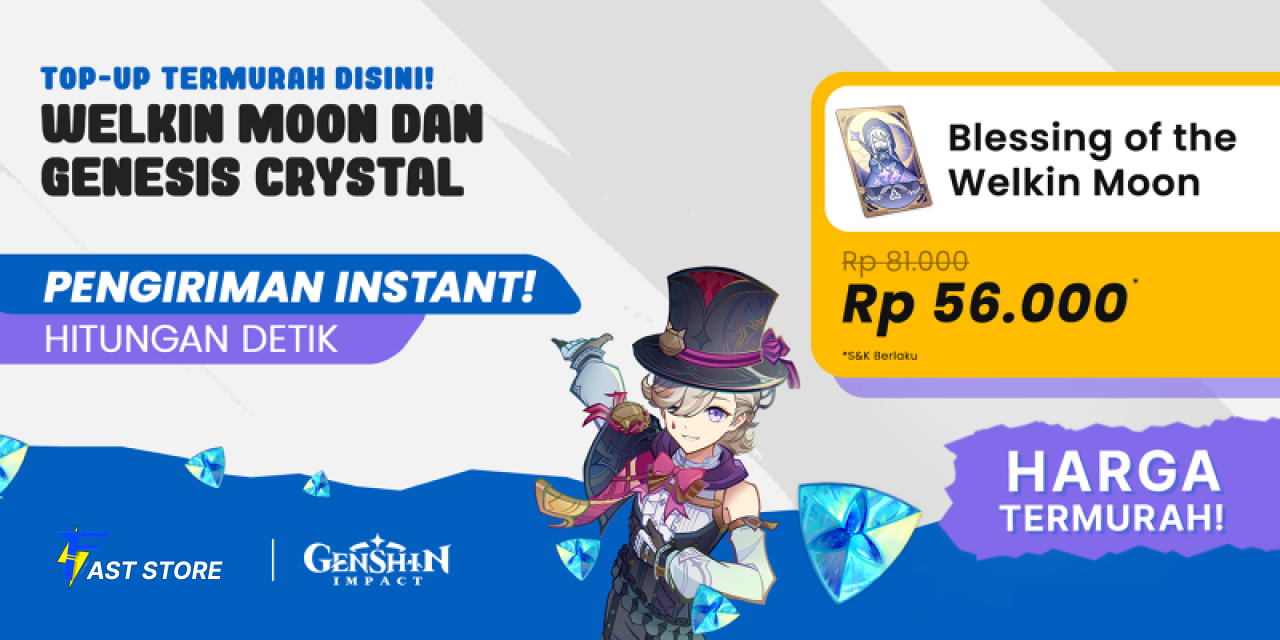 TOP-UP TERMURAH DISINI!
WELKIN MOON DAN
GENESIS CRYSTAL
PENGIRIMAN INSTANT!
HITUNGAN DETIK
Blessing of the
Welkin Moon
Rp 81.000
Rp 56.000*
*S&K Berlaku
HARGA
TERMURAH!
FAST STORE
GENSHIN
IMPACT